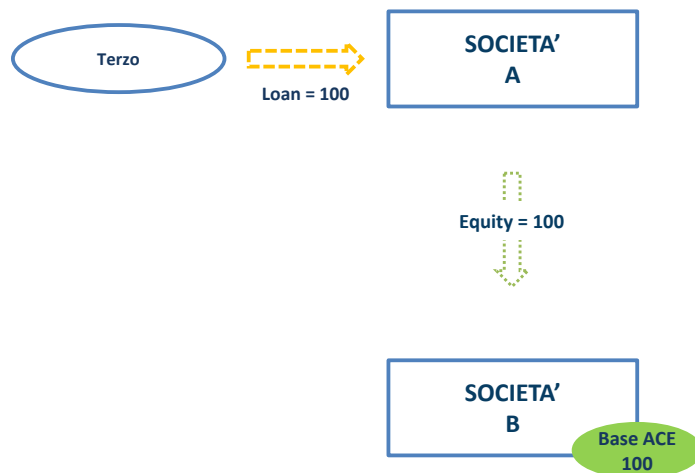 Terzo
Loan = 100
SOCIETA’
A
Equity = 100
SOCIETA’
B
Base ACE
100